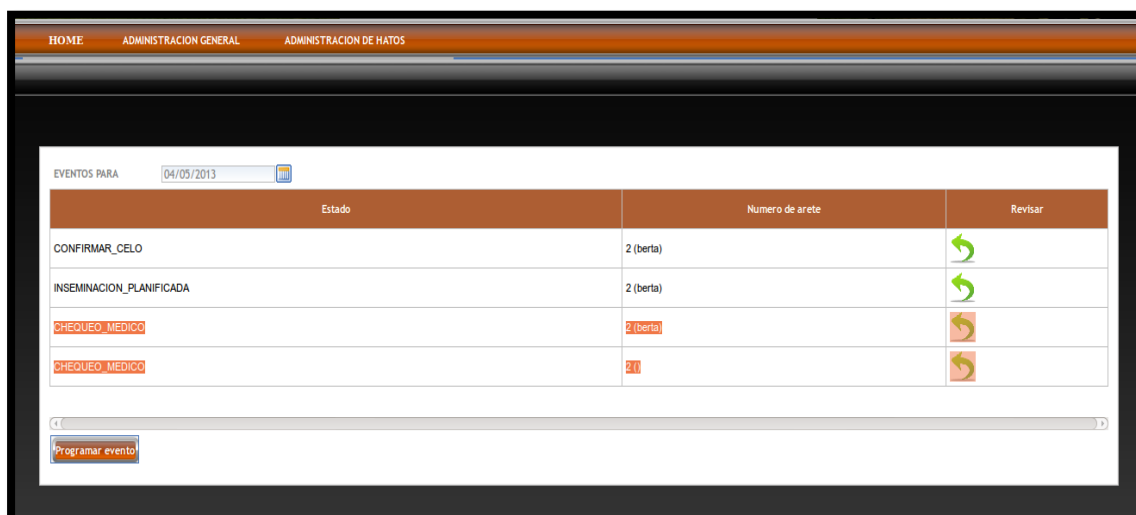 HOME ADMINISTRACION GENERAL ADMINISTRACION DE HATOS
EVENTOS PARA 04/05/2013
Estado Numero de arete Revisar
CONFIRMAR_CELO 2 (berta)
INSEMINACION_PLANIFICADA 2 (berta)
CHEQUEO_MEDICO 2 (berta)
CHEQUEO_MEDICO 2 ()
Programar evento